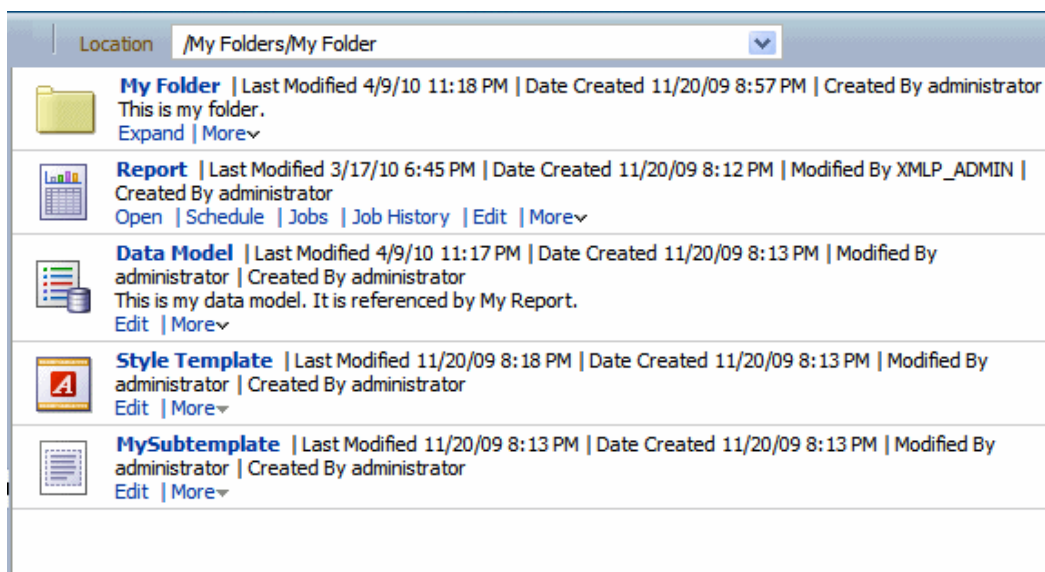 Location /My Folders/My Folder
My Folder | Last Modified 4/9/10 11:18 PM | Date Created 11/20/09 8:57 PM | Created By administrator
This is my folder.
Expand | More
Report | Last Modified 3/17/10 6:45 PM | Date Created 11/20/09 8:12 PM | Modified By XMLP_ADMIN |
Created By administrator
Open | Schedule | Jobs | Job History | Edit | More
Data Model | Last Modified 4/9/10 11:17 PM | Date Created 11/20/09 8:13 PM | Modified By
administrator | Created By administrator
This is my data model. It is referenced by My Report.
Edit | More
Style Template | Last Modified 11/20/09 8:18 PM | Date Created 11/20/09 8:13 PM | Modified By
administrator | Created By administrator
Edit | More
MySubtemplate | Last Modified 11/20/09 8:13 PM | Date Created 11/20/09 8:13 PM | Modified By
administrator | Created By administrator
Edit | More